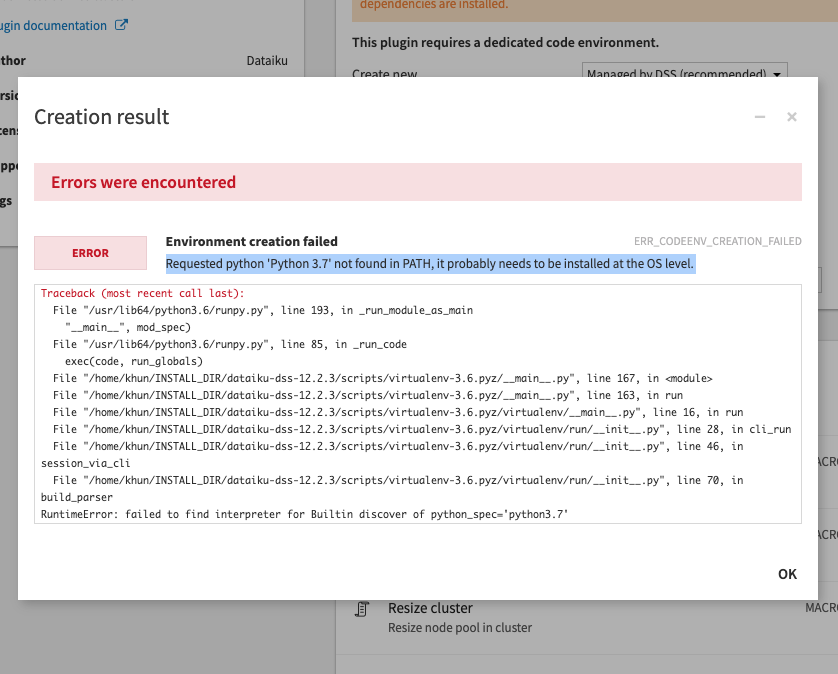 dependencies are installed.
ugin documentation
This plugin requires a dedicated code environment.
thor
Dataiku
Create new
Managed by DSS (recommended)
Creation result
Errors were encountered
ERROR
Environment creation failed
ERR_CODEENV_CREATION_FAILED
Requested python 'Python 3.7' not found in PATH, it probably needs to be installed at the OS level.
Traceback (most recent call last):
File "/usr/lib64/python3.6/runpy.py", line 193, in _run_module_as_main
"__main__", mod_spec)
File "/usr/lib64/python3.6/runpy.py", line 85, in _run_code
exec(code, run_globals)
File "/home/khun/INSTALL_DIR/dataiku-dss-12.2.3/scripts/virtualenv-3.6.pyz/__main__.py", line 167, in <module>
File "/home/khun/INSTALL_DIR/dataiku-dss-12.2.3/scripts/virtualenv-3.6.pyz/__main__.py", line 163, in run
File "/home/khun/INSTALL_DIR/dataiku-dss-12.2.3/scripts/virtualenv-3.6.pyz/virtualenv/__main__.py", line 16, in run
File "/home/khun/INSTALL_DIR/dataiku-dss-12.2.3/scripts/virtualenv-3.6.pyz/virtualenv/run/__init__.py", line 28, in cli_run
File "/home/khun/INSTALL_DIR/dataiku-dss-12.2.3/scripts/virtualenv-3.6.pyz/virtualenv/run/__init__.py", line 46, in
session_via_cli
File "/home/khun/INSTALL_DIR/dataiku-dss-12.2.3/scripts/virtualenv-3.6.pyz/virtualenv/run/__init__.py", line 70, in
build_parser
RuntimeError: failed to find interpreter for Builtin discover of python_spec='python3.7'
OK
Resize cluster
MACRO
Resize node pool in cluster